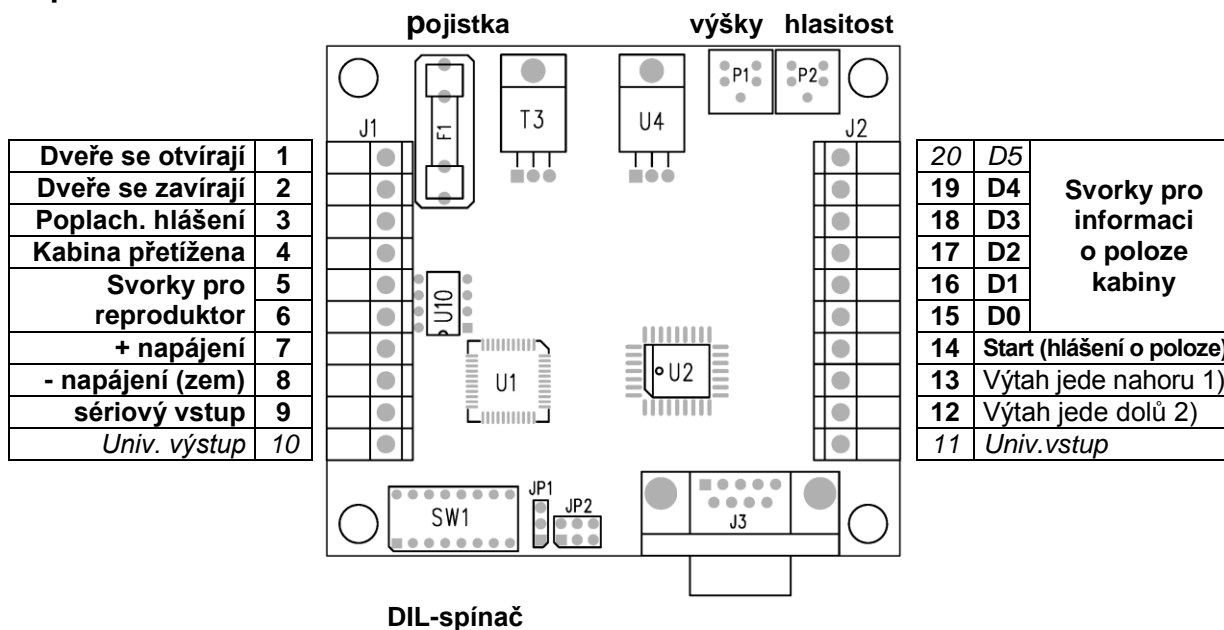 pojistka výšky hlasitost
P1 P2
T3 U4
F1
J1 J2
Dveře se otvírají 1
Dveře se zavírají 2
Poplach. hlášení 3
Kabina přetížena 4
Svorky pro 5
reproduktor 6
+ napájení 7
- napájení (zem) 8
sériový vstup 9
Univ. výstup 10
U10
U1
U2
20 D5
19 D4 Svorky pro
18 D3 informaci
17 D2 o poloze
16 D1 kabiny
15 D0
14 Start (hlášení o poloze)
13 Výtah jede nahoru 1)
12 Výtah jede dolů 2)
11 Univ.vstup
SW1
JP1
JP2
J3
DIL-spínač